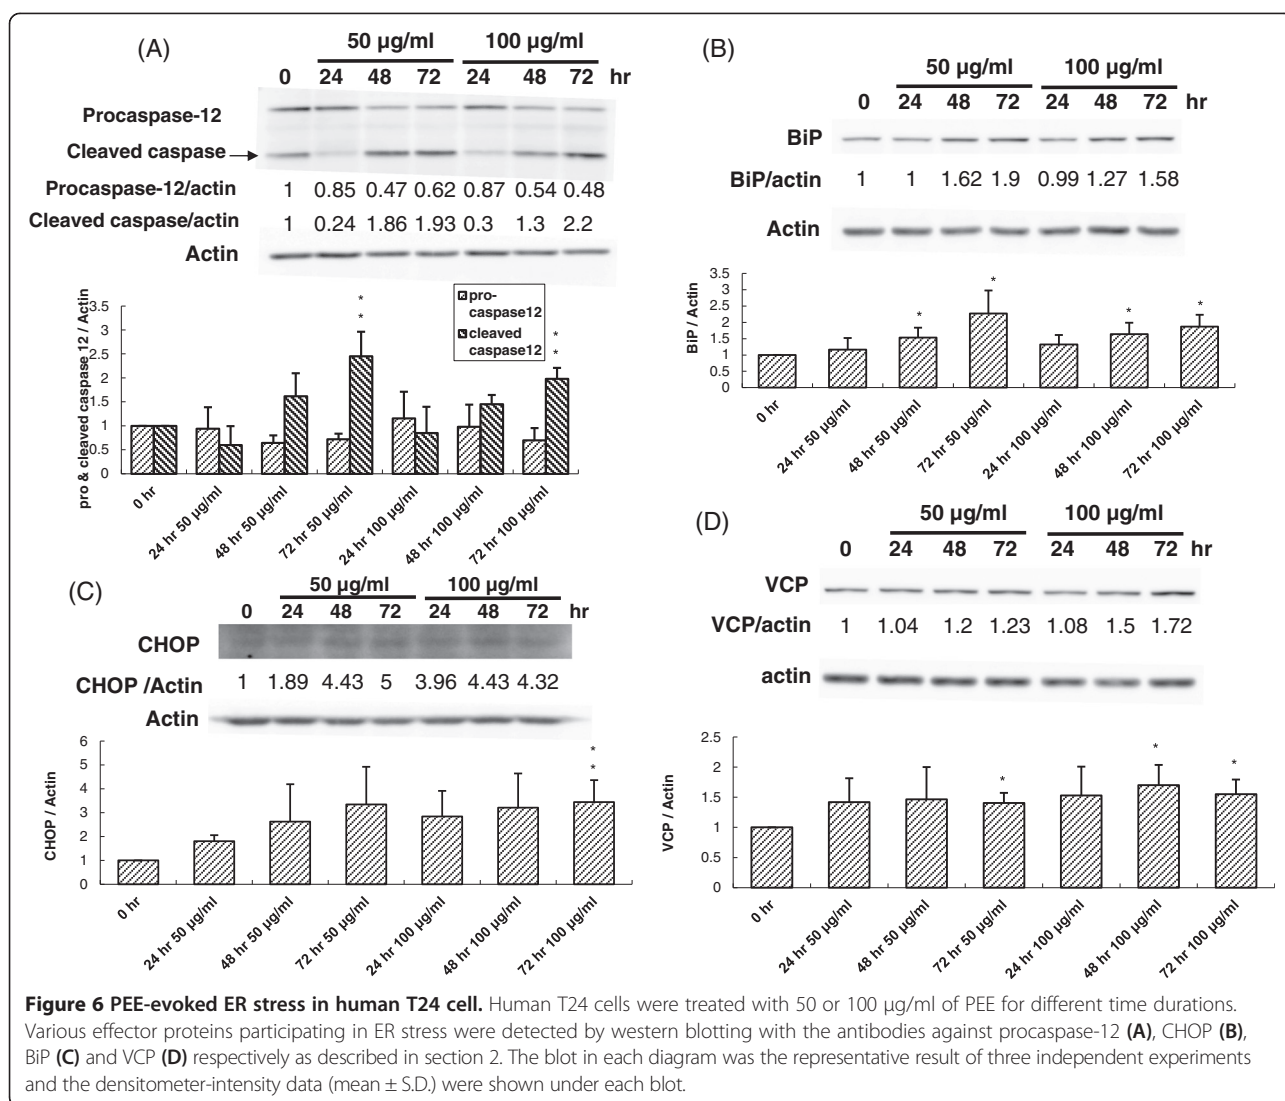 (A)
50 µg/ml 100 µg/ml
0 24 48 72 24 48 72 hr
Procaspase-12
Cleaved caspase
Procaspase-12/actin 1 0.85 0.47 0.62 0.87 0.54 0.48
Cleaved caspase/actin 1 0.24 1.86 1.93 0.3 1.3 2.2
Actin
pro & cleaved caspase 12 / Actin
3.5
3
2.5
2
1.5
1
0.5
0
pro-
caspase12
cleaved
caspase12
* *
* *
0 hr
24 hr 50 µg/ml
48 hr 50 µg/ml
72 hr 50 µg/ml
24 hr 100 µg/ml
48 hr 100 µg/ml
72 hr 100 µg/ml
(B)
50 µg/ml 100 µg/ml
0 24 48 72 24 48 72 hr
BiP
BiP/actin 1 1 1.62 1.9 0.99 1.27 1.58
Actin
BiP / Actin
3.5
3
2.5
2
1.5
1
0.5
0
* * * *
0 hr
24 hr 50 µg/ml
48 hr 50 µg/ml
72 hr 50 µg/ml
24 hr 100 µg/ml
48 hr 100 µg/ml
72 hr 100 µg/ml
(C)
50 µg/ml 100 µg/ml
0 24 48 72 24 48 72 hr
CHOP
CHOP /Actin 1 1.89 4.43 5 3.96 4.43 4.32
Actin
CHOP / Actin
6
5
4
3
2
1
0
* *
0 hr
24 hr 50 µg/ml
48 hr 50 µg/ml
72 hr 50 µg/ml
24 hr 100 µg/ml
48 hr 100 µg/ml
72 hr 100 µg/ml
(D)
50 µg/ml 100 µg/ml
0 24 48 72 24 48 72 hr
VCP
VCP/actin 1 1.04 1.2 1.23 1.08 1.5 1.72
actin
VCP / Actin
2.5
2
1.5
1
0.5
0
* * *
0 hr
24 hr 50 µg/ml
48 hr 50 µg/ml
72 hr 50 µg/ml
24 hr 100 µg/ml
48 hr 100 µg/ml
72 hr 100 µg/ml
Figure 6 PEE-evoked ER stress in human T24 cell. Human T24 cells were treated with 50 or 100 µg/ml of PEE for different time durations.
Various effector proteins participating in ER stress were detected by western blotting with the antibodies against procaspase-12 (A), CHOP (B),
BiP (C) and VCP (D) respectively as described in section 2. The blot in each diagram was the representative result of three independent experiments
and the densitometer-intensity data (mean ± S.D.) were shown under each blot.